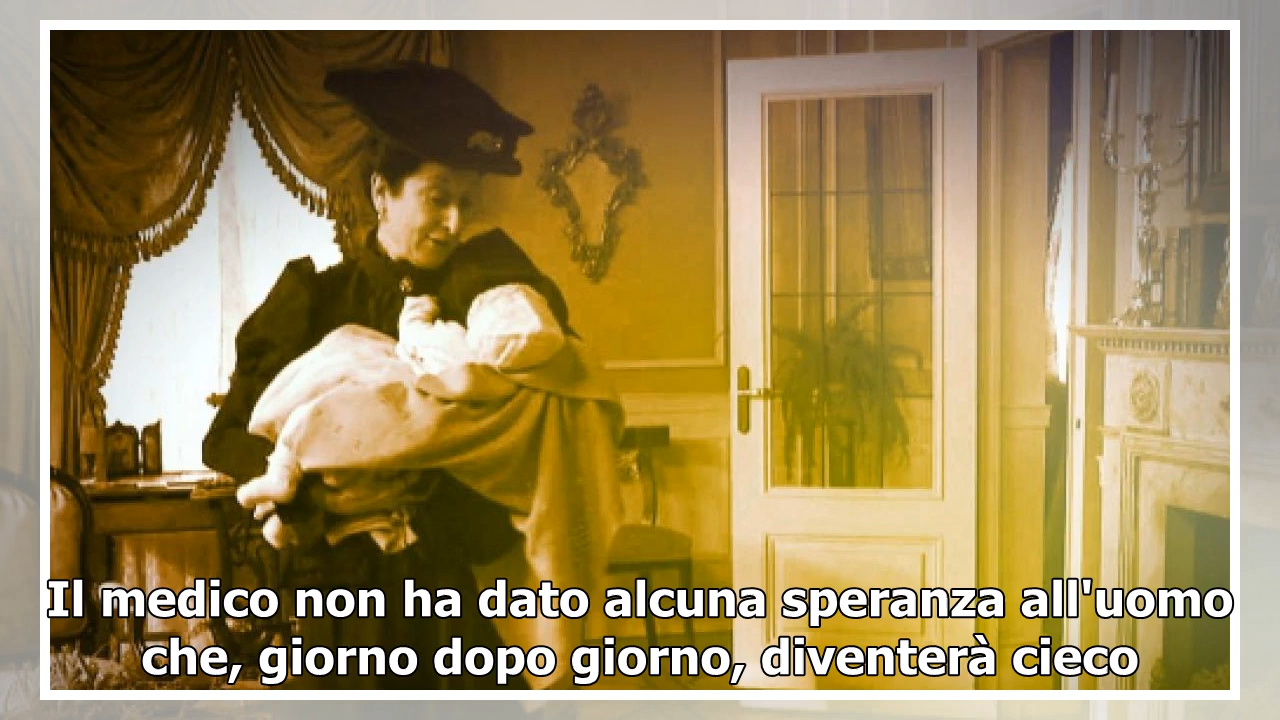 Il medico non ha dato alcuna speranza all'uomo
che, giorno dopo giorno, diventerà cieco